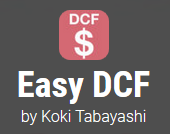 DCF
$
Easy DCF
by Koki Tabayashi